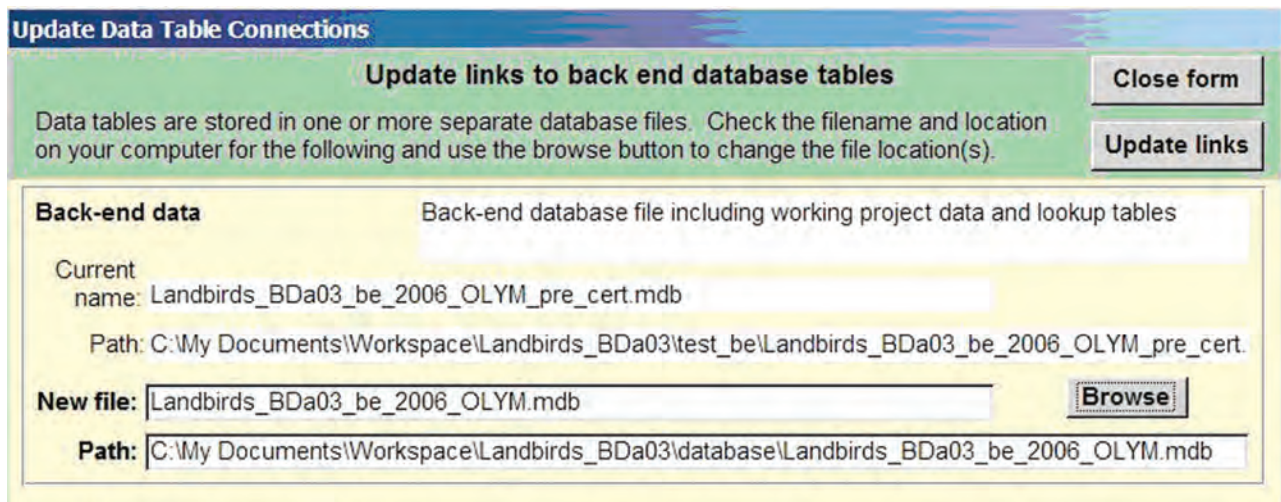 Update Data Table Connections
Update links to back end database tables
Close form
Data tables are stored in one or more separate database files. Check the filename and location
on your computer for the following and use the browse button to change the file location(s).
Update links
Back-end data
Back-end database file including working project data and lookup tables
Current
name: Landbirds_BDa03_be_2006_OLYM_pre_cert.mdb
Path: C:\My Documents\Workspace\Landbirds_BDa03\test_be\Landbirds_BDa03_be_2006_OLYM_pre_cert.
New file: Landbirds_BDa03_be_2006_OLYM.mdb
Browse
Path: C:\My Documents\Workspace\Landbirds_BDa03\database\Landbirds_BDa03_be_2006_OLYM.mdb